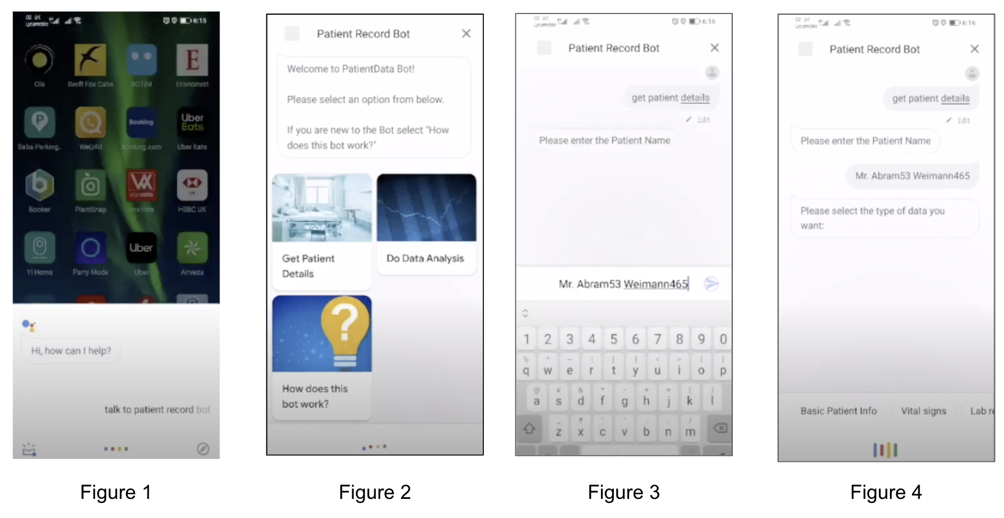 6:15
Ola
Swift Fox Cabs
Economist
Booking
Uber
Eats
Saba Parking..
WeQ4U
Booking.com
Uber Eats
Booker
PlantSnap
HSBC UK
Uber
Yi Home
Party Mode
Uber
Hi, how can I help?
talk to patient record bot
Figure 1
Patient Record Bot
Welcome to PatientData Bot!
Please select an option from below.
If you are new to the Bot select "How
does this bot work?"
Get Patient
Details
Do Data Analysis
How does this
bot work?
Figure 2
6:16
Patient Record Bot
get patient details
Edit
Please enter the Patient Name
Mr. Abram53 Weimann465
1 2 3 4 5 6 7 8 9 0
q w e r t y u i o p
a s d f g h j k l
z x c v b n m
Figure 3
6:16
Patient Record Bot
get patient details
Edit
Please enter the Patient Name
Mr. Abram53 Weimann465
Please select the type of data you
want:
Basic Patient Info
Vital signs
Lab re
Figure 4